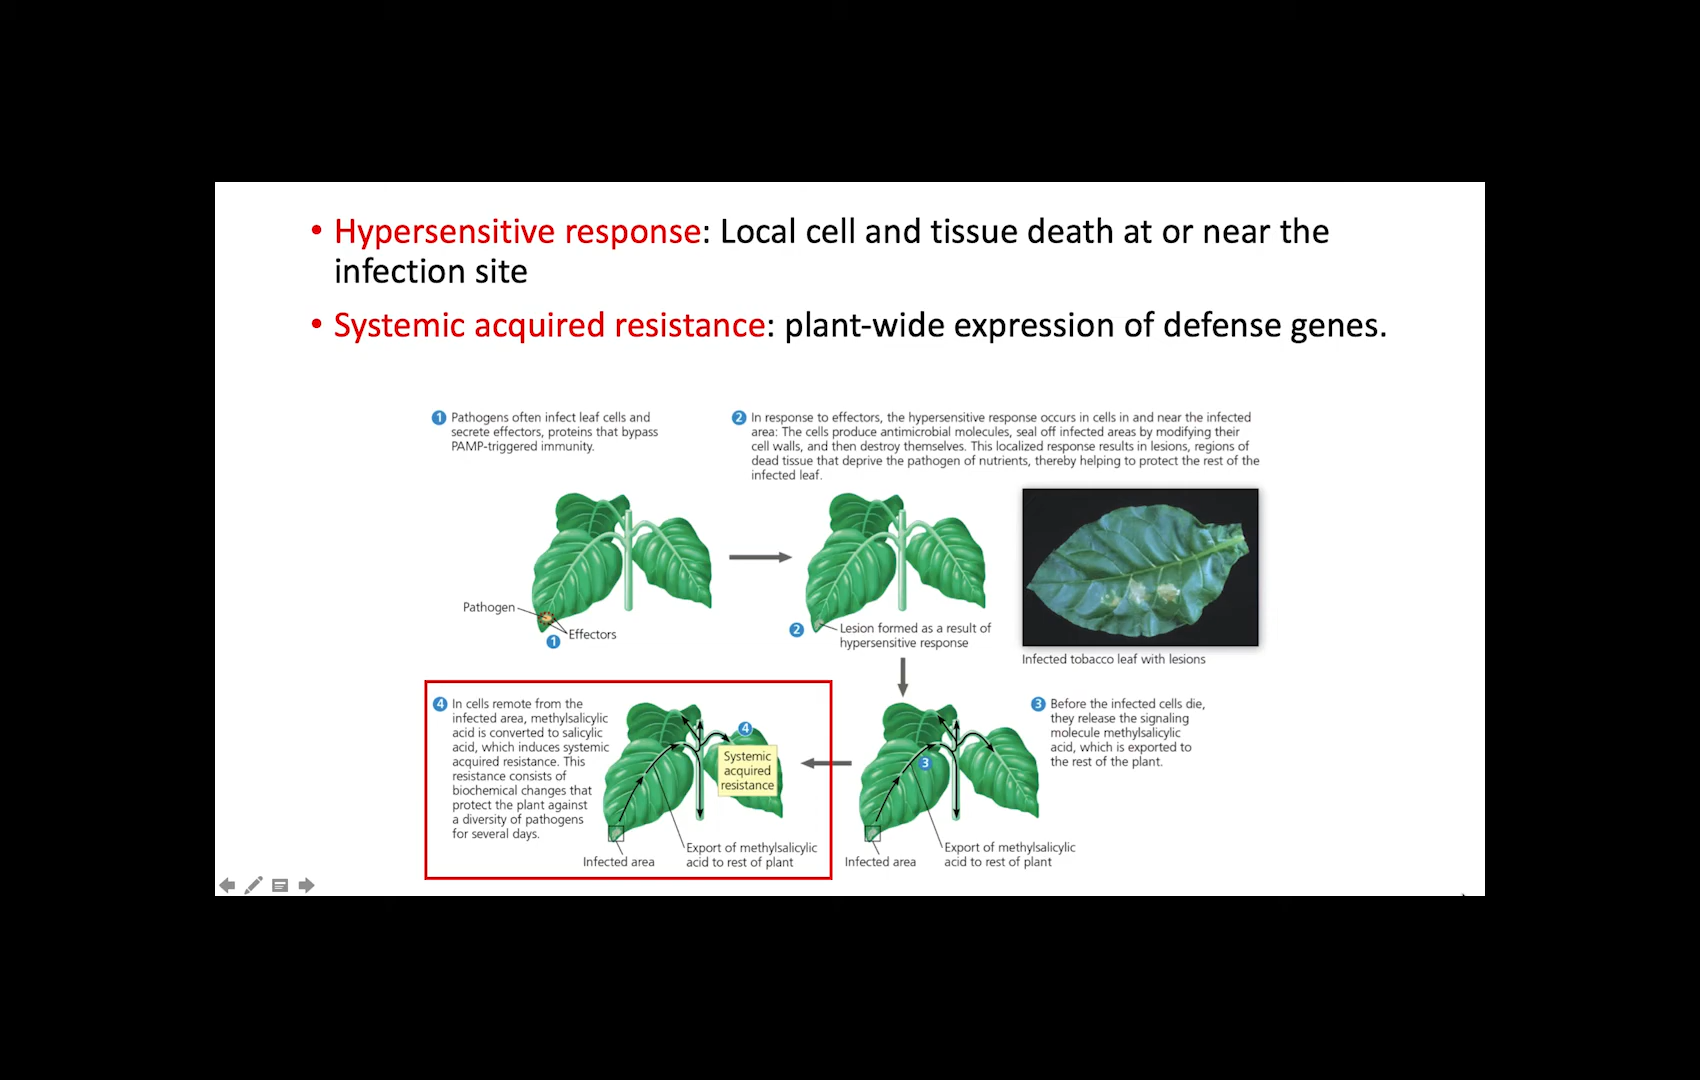 • Hypersensitive response: Local cell and tissue death at or near the
infection site
• Systemic acquired resistance: plant-wide expression of defense genes.
1 Pathogens often infect leaf cells and
secrete effectors, proteins that bypass
PAMP-triggered immunity.
2 In response to effectors, the hypersensitive response occurs in cells in and near the infected
area: The cells produce antimicrobial molecules, seal off infected areas by modifying their
cell walls, and then destroy themselves. This localized response results in lesions, regions of
dead tissue that deprive the pathogen of nutrients, thereby helping to protect the rest of the
infected leaf.
Pathogen
Effectors
1
2
Lesion formed as a result of
hypersensitive response
Infected tobacco leaf with lesions
3 Before the infected cells die,
they release the signaling
molecule methylsalicylic
acid, which is exported to
the rest of the plant.
3
Infected area
Export of methylsalicylic
acid to rest of plant
4 In cells remote from the
infected area, methylsalicylic
acid is converted to salicylic
acid, which induces systemic
acquired resistance. This
resistance consists of
biochemical changes that
protect the plant against
a diversity of pathogens
for several days.
4
Systemic
acquired
resistance
Infected area
Export of methylsalicylic
acid to rest of plant